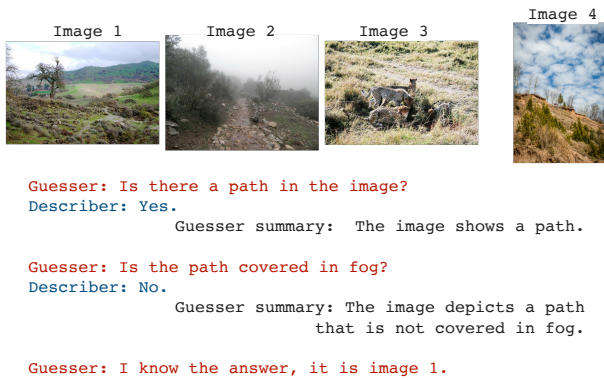 Image 1
Image 2
Image 3
Image 4
Guesser: Is there a path in the image?
Describer: Yes.
Guesser summary:  The image shows a path.
Guesser: Is the path covered in fog?
Describer: No.
Guesser summary: The image depicts a path
that is not covered in fog.
Guesser: I know the answer, it is image 1.